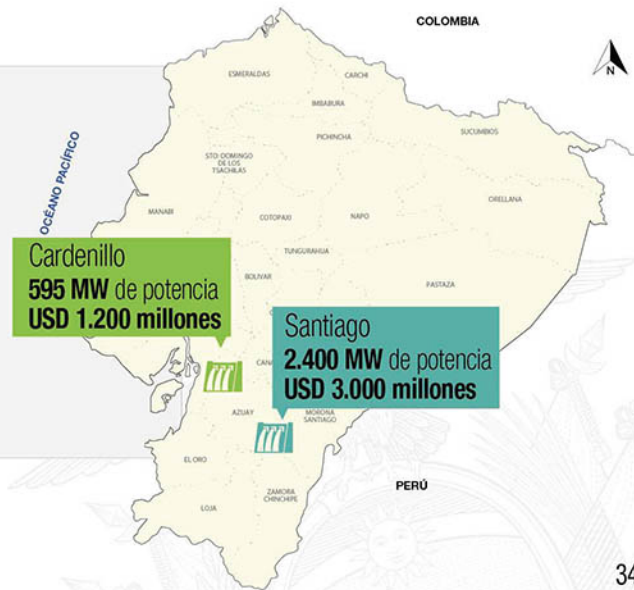 COLOMBIA
N
ESMERALDAS
CARCHI
IMBABURA
PICHINCHA
SUCUMBIOS
OCÉANO PACÍFICO
STO DOMINGO
DE LOS
TSACHILAS
ORELLANA
MANABI
COTOPAXI
NAPO
TUNGURAHUA
Cardenillo
595 MW de potencia
USD 1.200 millones
BOLIVAR
PASTAZA
Santiago
2.400 MW de potencia
USD 3.000 millones
AZUAY
MORONA
SANTIAGO
EL ORO
PERÚ
ZAMORA
CHINCHIPE
LOJA
34